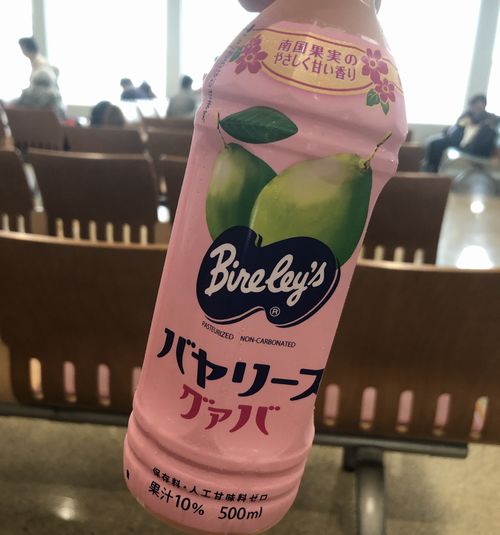 南国果実の
やさしく甘い香り
Bireley's
®
PASTEURIZED NON-CARBONATED
バヤリース
グァバ
保存料・人工甘味料ゼロ
果汁10% 500ml